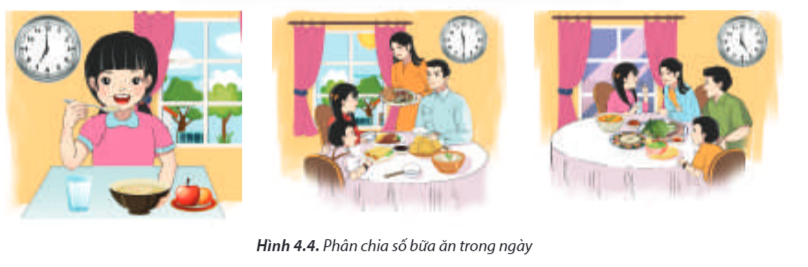 Hình 4.4. Phân chia số bữa ăn trong ngày